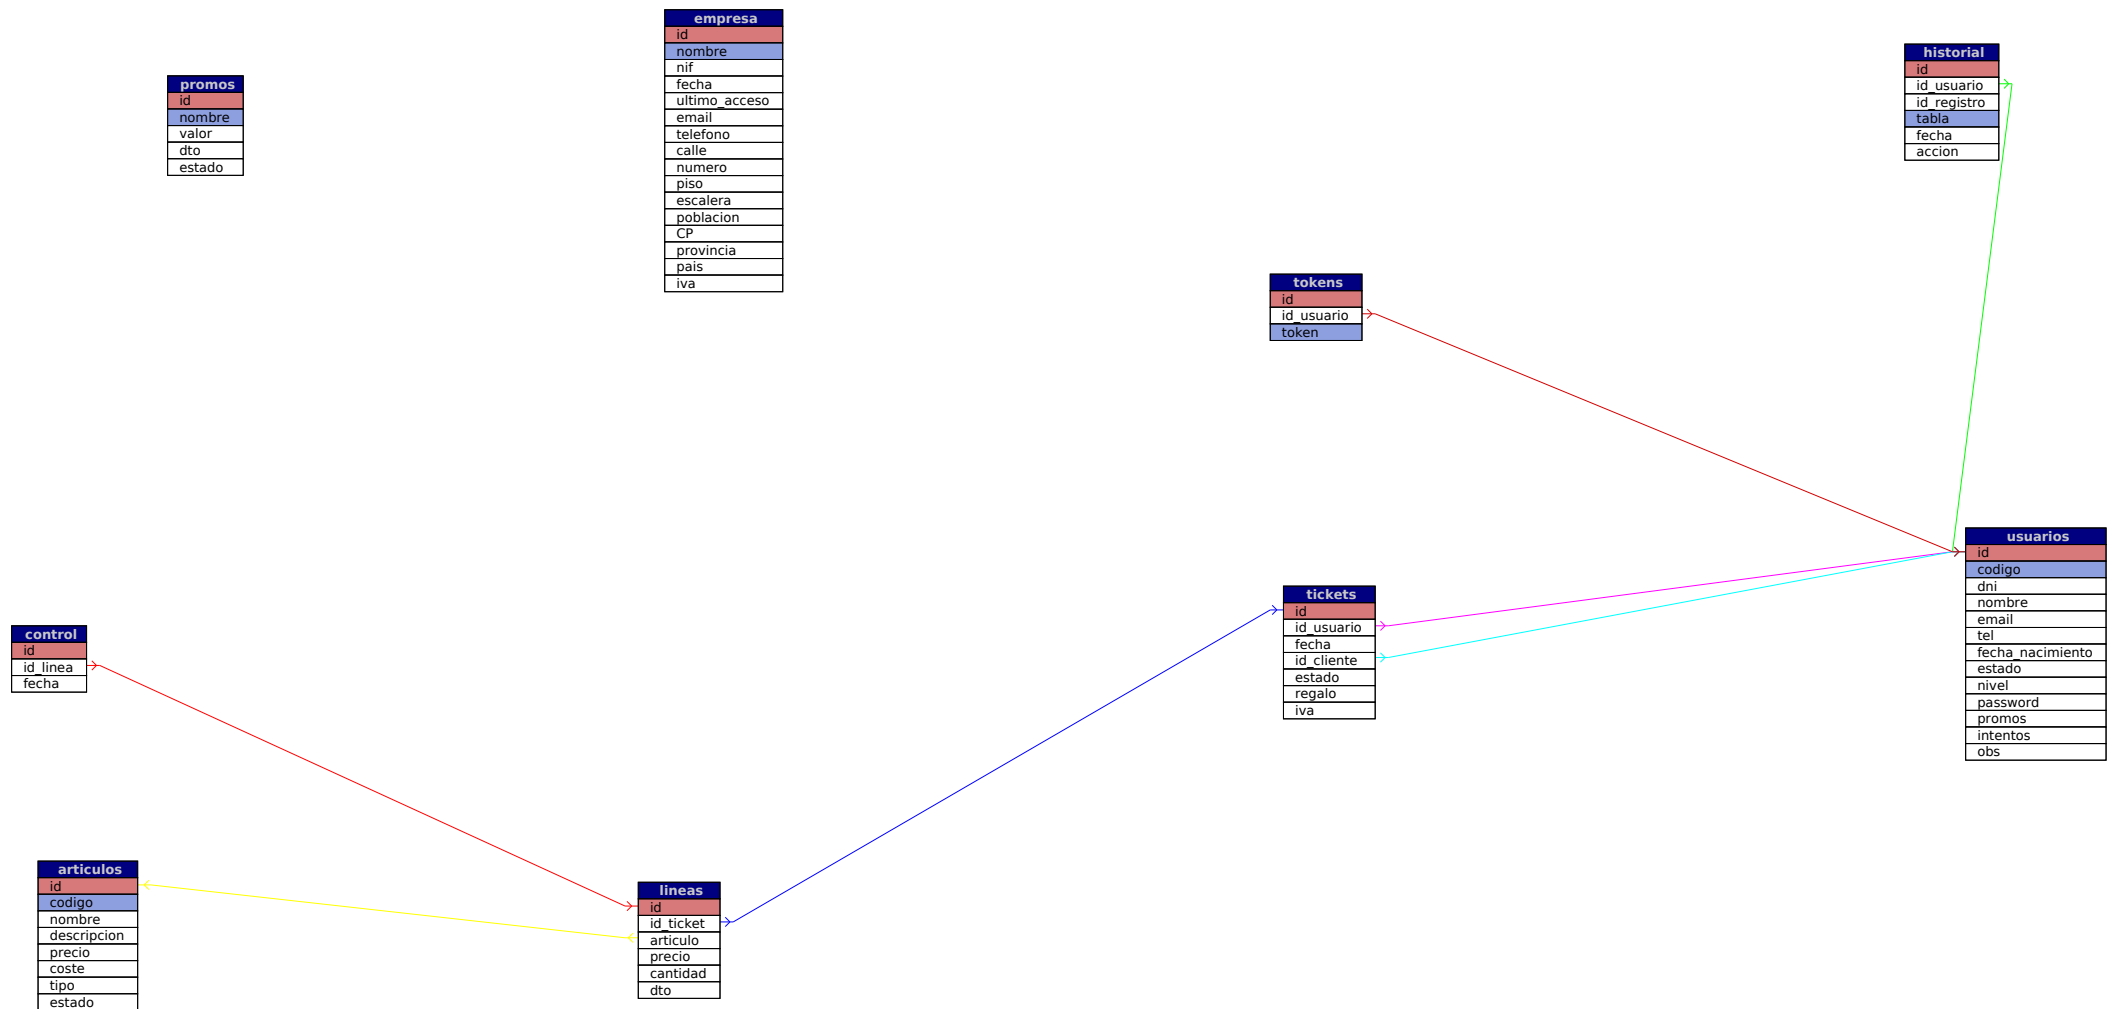 empresa
id
nombre
nif
fecha
ultimo_acceso
email
telefono
calle
numero
piso
escalera
poblacion
CP
provincia
pais
iva
promos
id
nombre
valor
dto
estado
historial
id
id_usuario
id_registro
tabla
fecha
accion
tokens
id
id_usuario
token
usuarios
id
codigo
dni
nombre
email
tel
fecha_nacimiento
estado
nivel
password
promos
intentos
obs
tickets
id
id_usuario
fecha
id_cliente
estado
regalo
iva
control
id
id_linea
fecha
articulos
id
codigo
nombre
descripcion
precio
coste
tipo
estado
lineas
id
id_ticket
articulo
precio
cantidad
dto